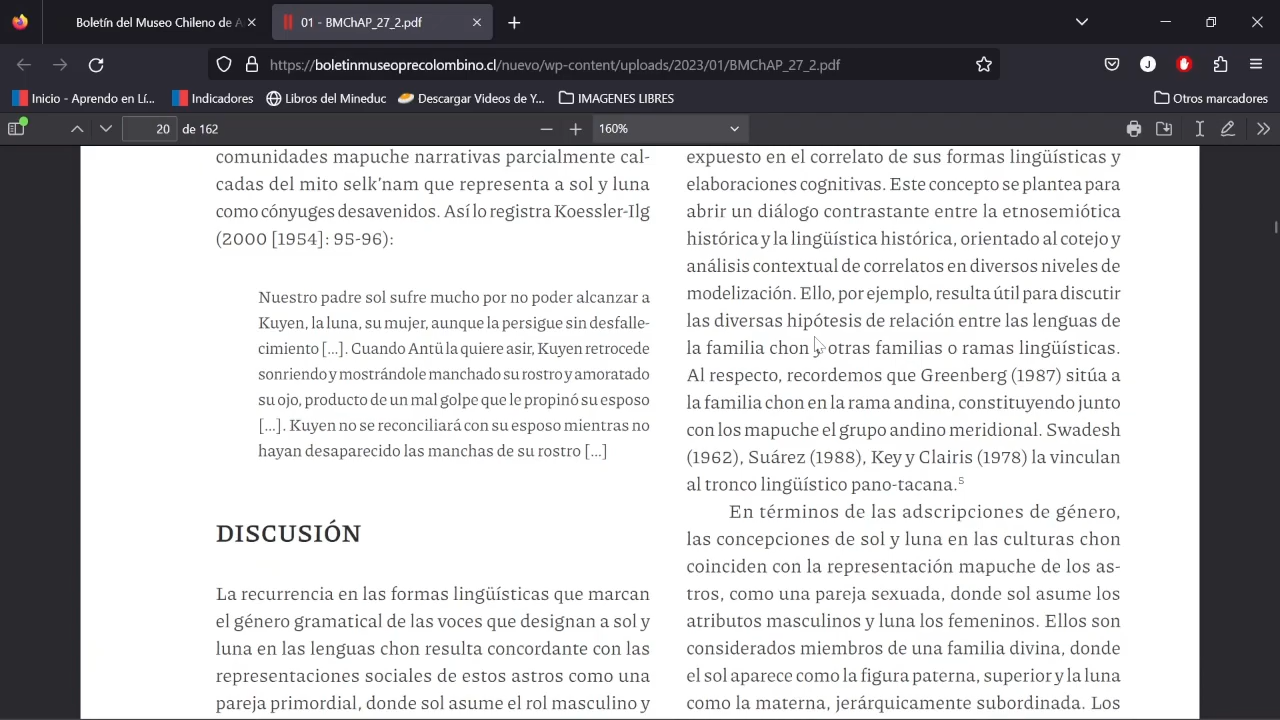 Boletín del Museo Chileno de A
01 - BMChAP_27_2.pdf
https://boletinmuseoprecolombino.cl/nuevo/wp-content/uploads/2023/01/BMChAP_27_2.pdf
J
Inicio - Aprendo en Lí...
Indicadores
Libros del Mineduc
Descargar Videos de Y...
IMAGENES LIBRES
Otros marcadores
20 de 162
160%
comunidades mapuche narrativas parcialmente cal-
cadas del mito selk’nam que representa a sol y luna
como cónyuges desavenidos. Así lo registra Koessler-Ilg
(2000 [1954]: 95-96):
Nuestro padre sol sufre mucho por no poder alcanzar a
Kuyen, la luna, su mujer, aunque la persigue sin desfalle-
cimiento [...]. Cuando Antü la quiere asir, Kuyen retrocede
sonriendo y mostrándole manchado su rostro y amoratado
su ojo, producto de un mal golpe que le propinó su esposo
[...]. Kuyen no se reconciliará con su esposo mientras no
hayan desaparecido las manchas de su rostro [...]
DISCUSIÓN
La recurrencia en las formas lingüísticas que marcan
el género gramatical de las voces que designan a sol y
luna en las lenguas chon resulta concordante con las
representaciones sociales de estos astros como una
pareja primordial, donde sol asume el rol masculino y
expuesto en el correlato de sus formas lingüísticas y
elaboraciones cognitivas. Este concepto se plantea para
abrir un diálogo contrastante entre la etnosemiótica
histórica y la lingüística histórica, orientado al cotejo y
análisis contextual de correlatos en diversos niveles de
modelización. Ello, por ejemplo, resulta útil para discutir
las diversas hipótesis de relación entre las lenguas de
la familia chon y otras familias o ramas lingüísticas.
Al respecto, recordemos que Greenberg (1987) sitúa a
la familia chon en la rama andina, constituyendo junto
con los mapuche el grupo andino meridional. Swadesh
(1962), Suárez (1988), Key y Clairis (1978) la vinculan
al tronco lingüístico pano-tacana.⁵
En términos de las adscripciones de género,
las concepciones de sol y luna en las culturas chon
coinciden con la representación mapuche de los as-
tros, como una pareja sexuada, donde sol asume los
atributos masculinos y luna los femeninos. Ellos son
considerados miembros de una familia divina, donde
el sol aparece como la figura paterna, superior y la luna
como la materna, jerárquicamente subordinada. Los